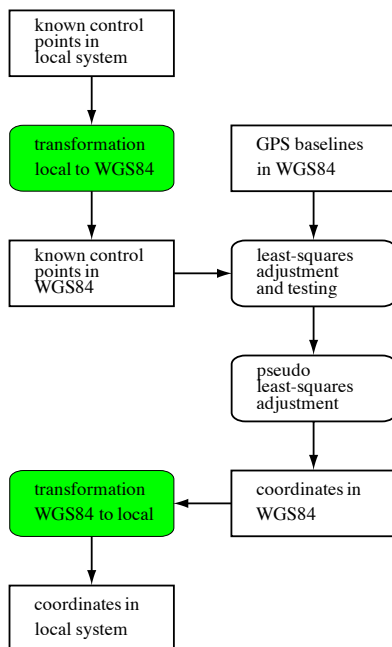 known control
points in
local system
transformation
local to WGS84
GPS baselines
in WGS84
known control
points in
WGS84
least-squares
adjustment
and testing
pseudo
least-squares
adjustment
transformation
WGS84 to local
coordinates in
WGS84
coordinates in
local system